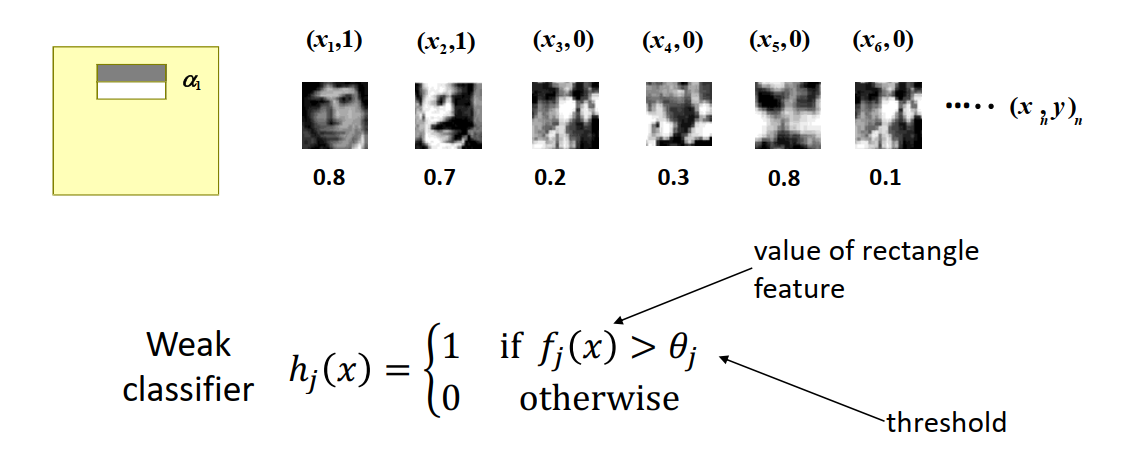 α₁
(x₁,1) (x₂,1) (x₃,0) (x₄,0) (x₅,0) (x₆,0)
····· (xₙ,y)ₙ
0.8 0.7 0.2 0.3 0.8 0.1
value of rectangle
feature
Weak
classifier
hⱼ(x) = {1 if fⱼ(x) > θⱼ
0 otherwise
threshold